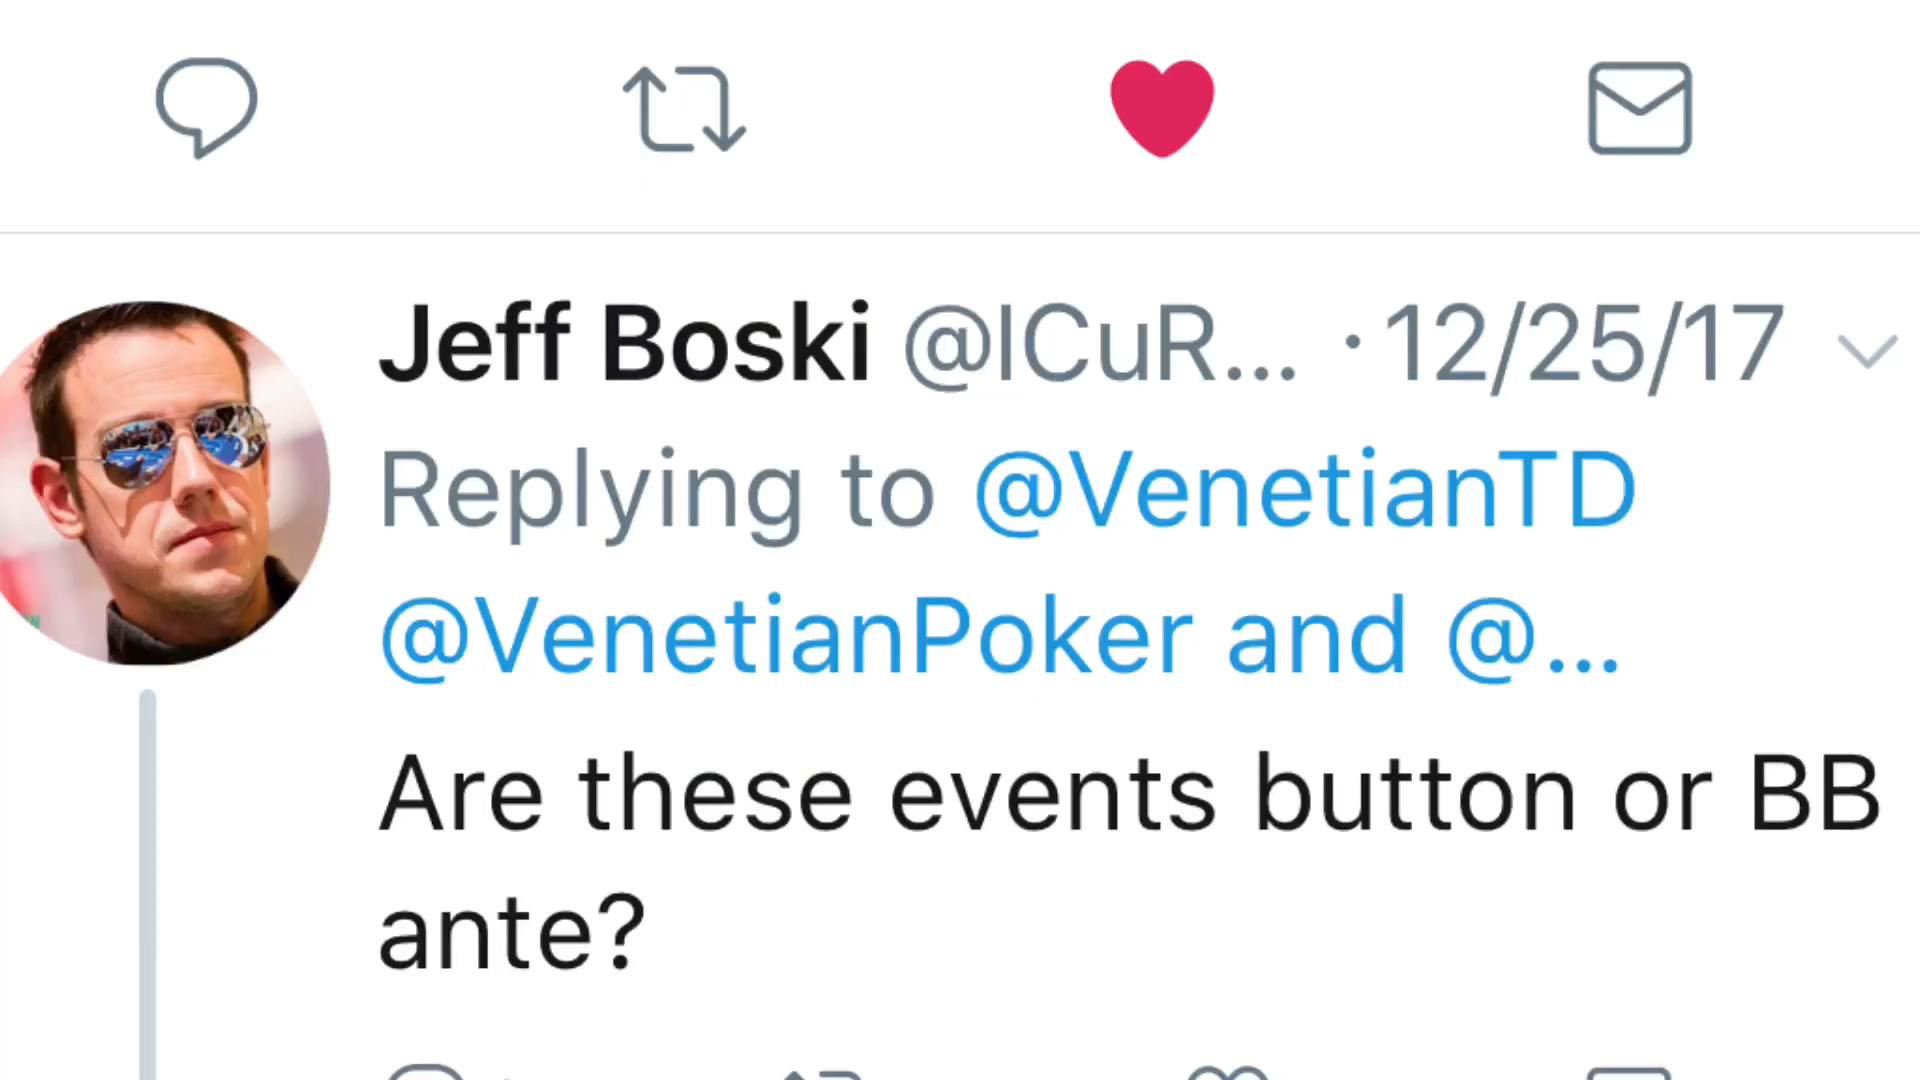 Jeff Boski @ICuR... · 12/25/17
Replying to @VenetianTD
@VenetianPoker and @...
Are these events button or BB
ante?